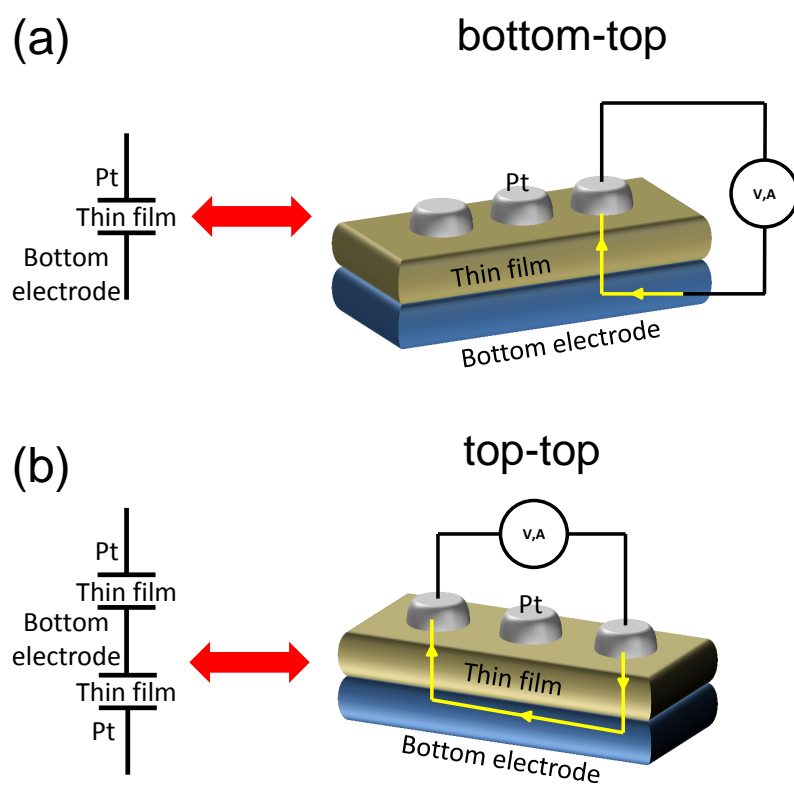 (a)
bottom-top
Pt
Thin film
Bottom
electrode
Pt
V,A
Thin film
Bottom electrode
(b)
top-top
Pt
Thin film
Bottom
electrode
Thin film
Pt
V,A
Pt
Thin film
Bottom electrode